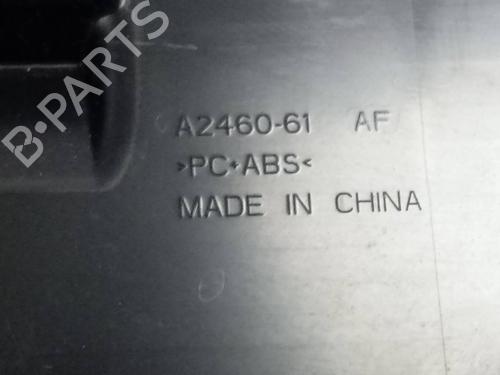 B-PARTS
A2460-61 AF
>PC+ABS<
MADE IN CHINA